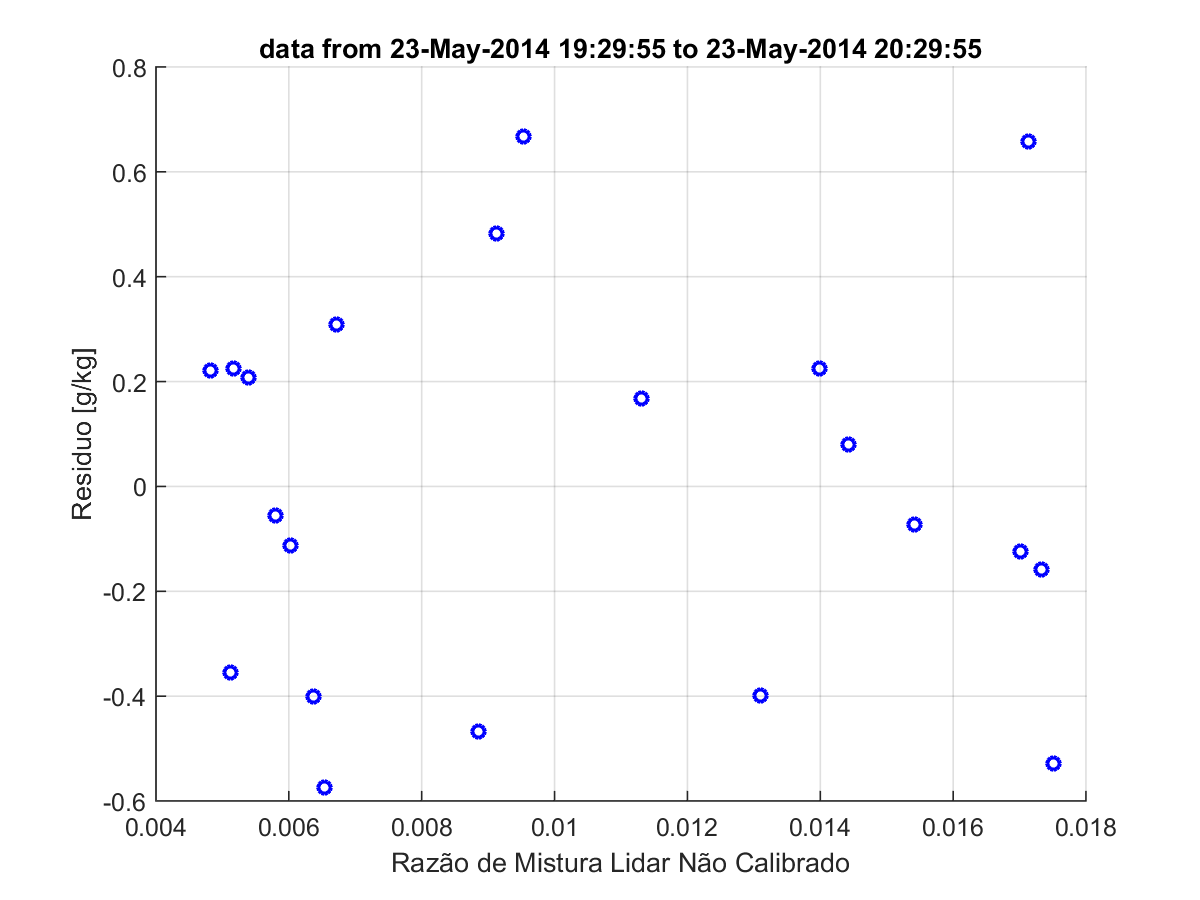 data from 23-May-2014 19:29:55 to 23-May-2014 20:29:55
0.8
0.6
0.4
0.2
0
-0.2
-0.4
-0.6
Residuo [g/kg]
0.004 0.006 0.008 0.01 0.012 0.014 0.016 0.018
Razão de Mistura Lidar Não Calibrado